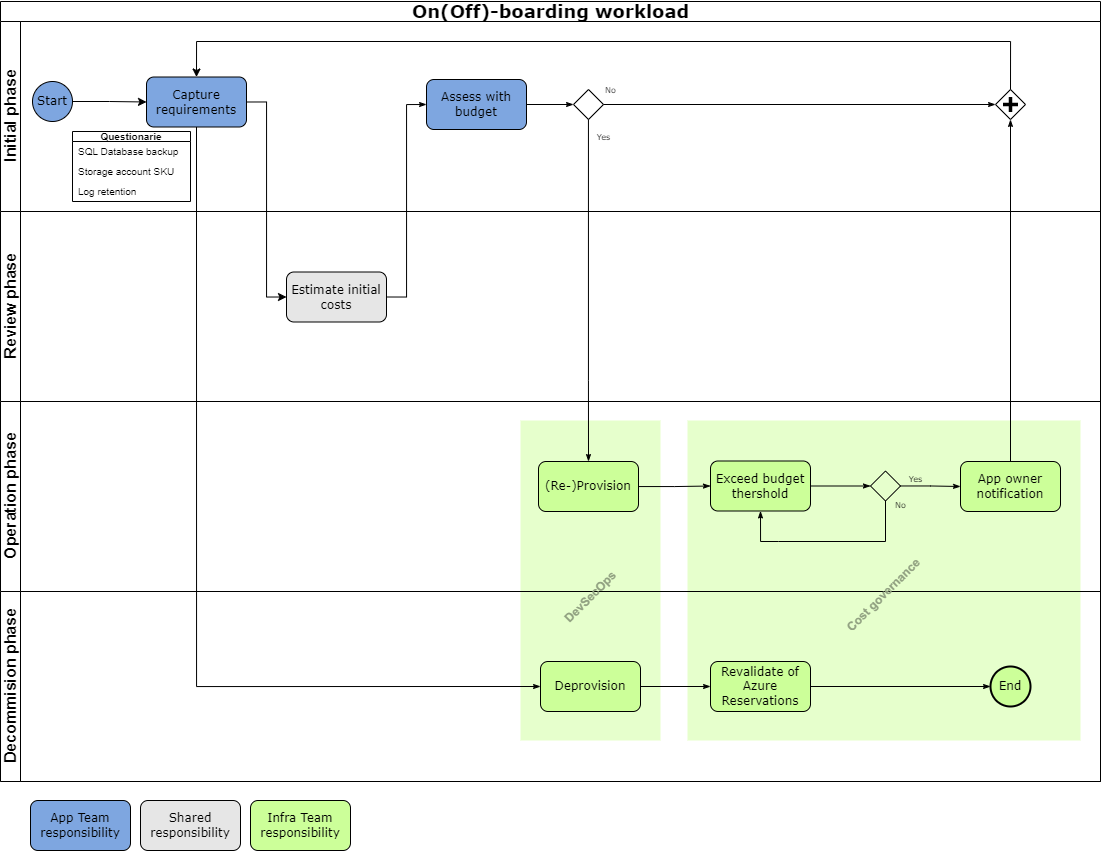 On(Off)-boarding workload
Initial phase
Start
Capture
requirements
Questionarie
SQL Database backup
Storage account SKU
Log retention
Assess with
budget
No
Yes
Review phase
Estimate initial
costs
Operation phase
(Re-)Provision
Exceed budget
thershold
Yes
No
App owner
notification
DevSecOps
Cost governance
Decommision phase
Deprovision
Revalidate of
Azure
Reservations
End
App Team
responsibility
Shared
responsibility
Infra Team
responsibility